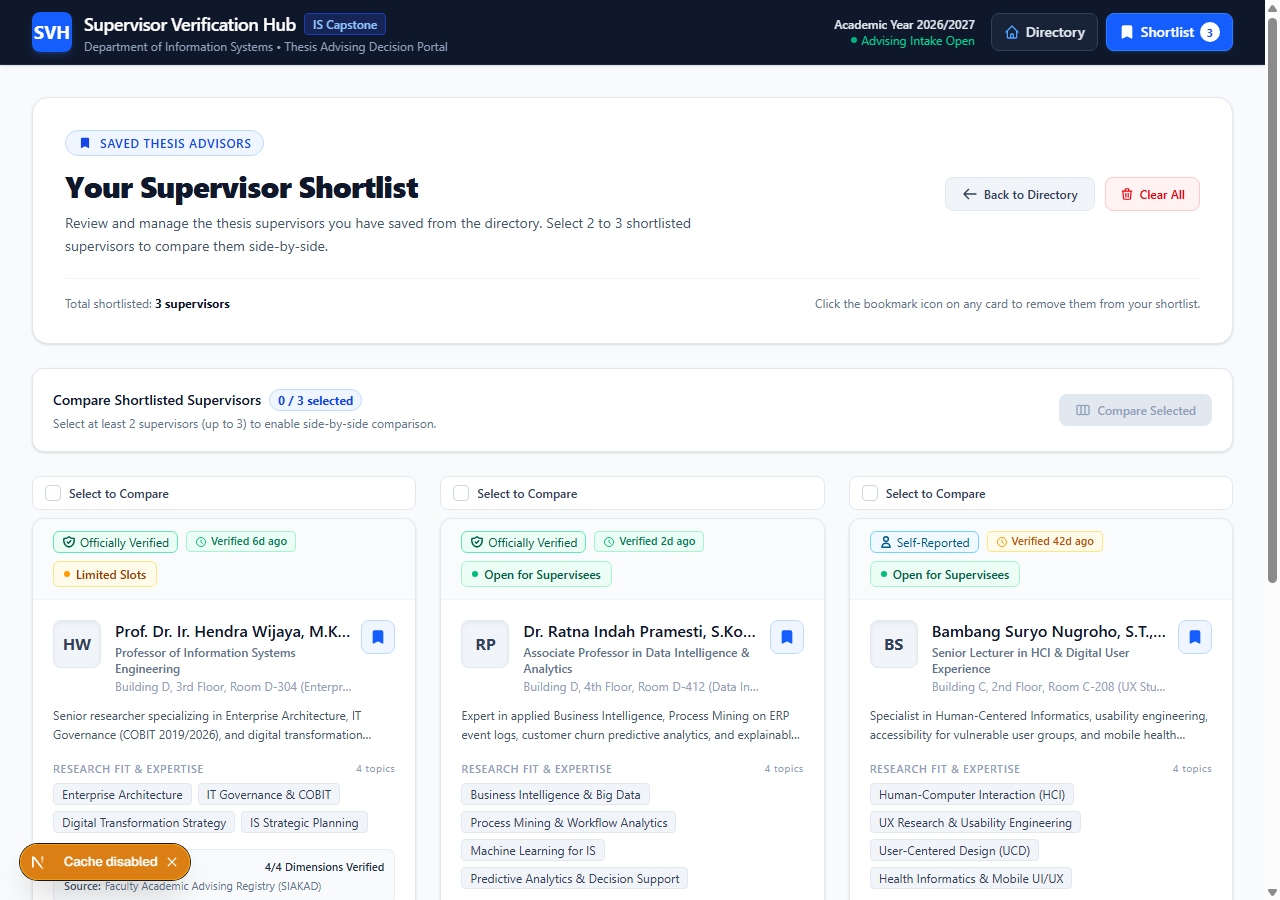 SVH
Supervisor Verification Hub
IS Capstone
Department of Information Systems • Thesis Advising Decision Portal
Academic Year 2026/2027
Advising Intake Open
Directory
Shortlist 3
SAVED THESIS ADVISORS
Your Supervisor Shortlist
Review and manage the thesis supervisors you have saved from the directory. Select 2 to 3 shortlisted
supervisors to compare them side-by-side.
Back to Directory
Clear All
Total shortlisted: 3 supervisors
Click the bookmark icon on any card to remove them from your shortlist.
Compare Shortlisted Supervisors
0 / 3 selected
Select at least 2 supervisors (up to 3) to enable side-by-side comparison.
Compare Selected
Select to Compare
Officially Verified
Verified 6d ago
Limited Slots
HW
Prof. Dr. Ir. Hendra Wijaya, M.K...
Professor of Information Systems
Engineering
Building D, 3rd Floor, Room D-304 (Enterpr...
Senior researcher specializing in Enterprise Architecture, IT
Governance (COBIT 2019/2026), and digital transformation...
RESEARCH FIT & EXPERTISE
4 topics
Enterprise Architecture
IT Governance & COBIT
Digital Transformation Strategy
IS Strategic Planning
4/4 Dimensions Verified
Source: Faculty Academic Advising Registry (SIAKAD)
Select to Compare
Officially Verified
Verified 2d ago
Open for Supervisees
RP
Dr. Ratna Indah Pramesti, S.Ko...
Associate Professor in Data Intelligence &
Analytics
Building D, 4th Floor, Room D-412 (Data In...
Expert in applied Business Intelligence, Process Mining on ERP
event logs, customer churn predictive analytics, and explainabl...
RESEARCH FIT & EXPERTISE
4 topics
Business Intelligence & Big Data
Process Mining & Workflow Analytics
Machine Learning for IS
Predictive Analytics & Decision Support
Select to Compare
Self-Reported
Verified 42d ago
Open for Supervisees
BS
Bambang Suryo Nugroho, S.T.,...
Senior Lecturer in HCI & Digital User
Experience
Building C, 2nd Floor, Room C-208 (UX Stu...
Specialist in Human-Centered Informatics, usability engineering,
accessibility for vulnerable user groups, and mobile health...
RESEARCH FIT & EXPERTISE
4 topics
Human-Computer Interaction (HCI)
UX Research & Usability Engineering
User-Centered Design (UCD)
Health Informatics & Mobile UI/UX
N
Cache disabled